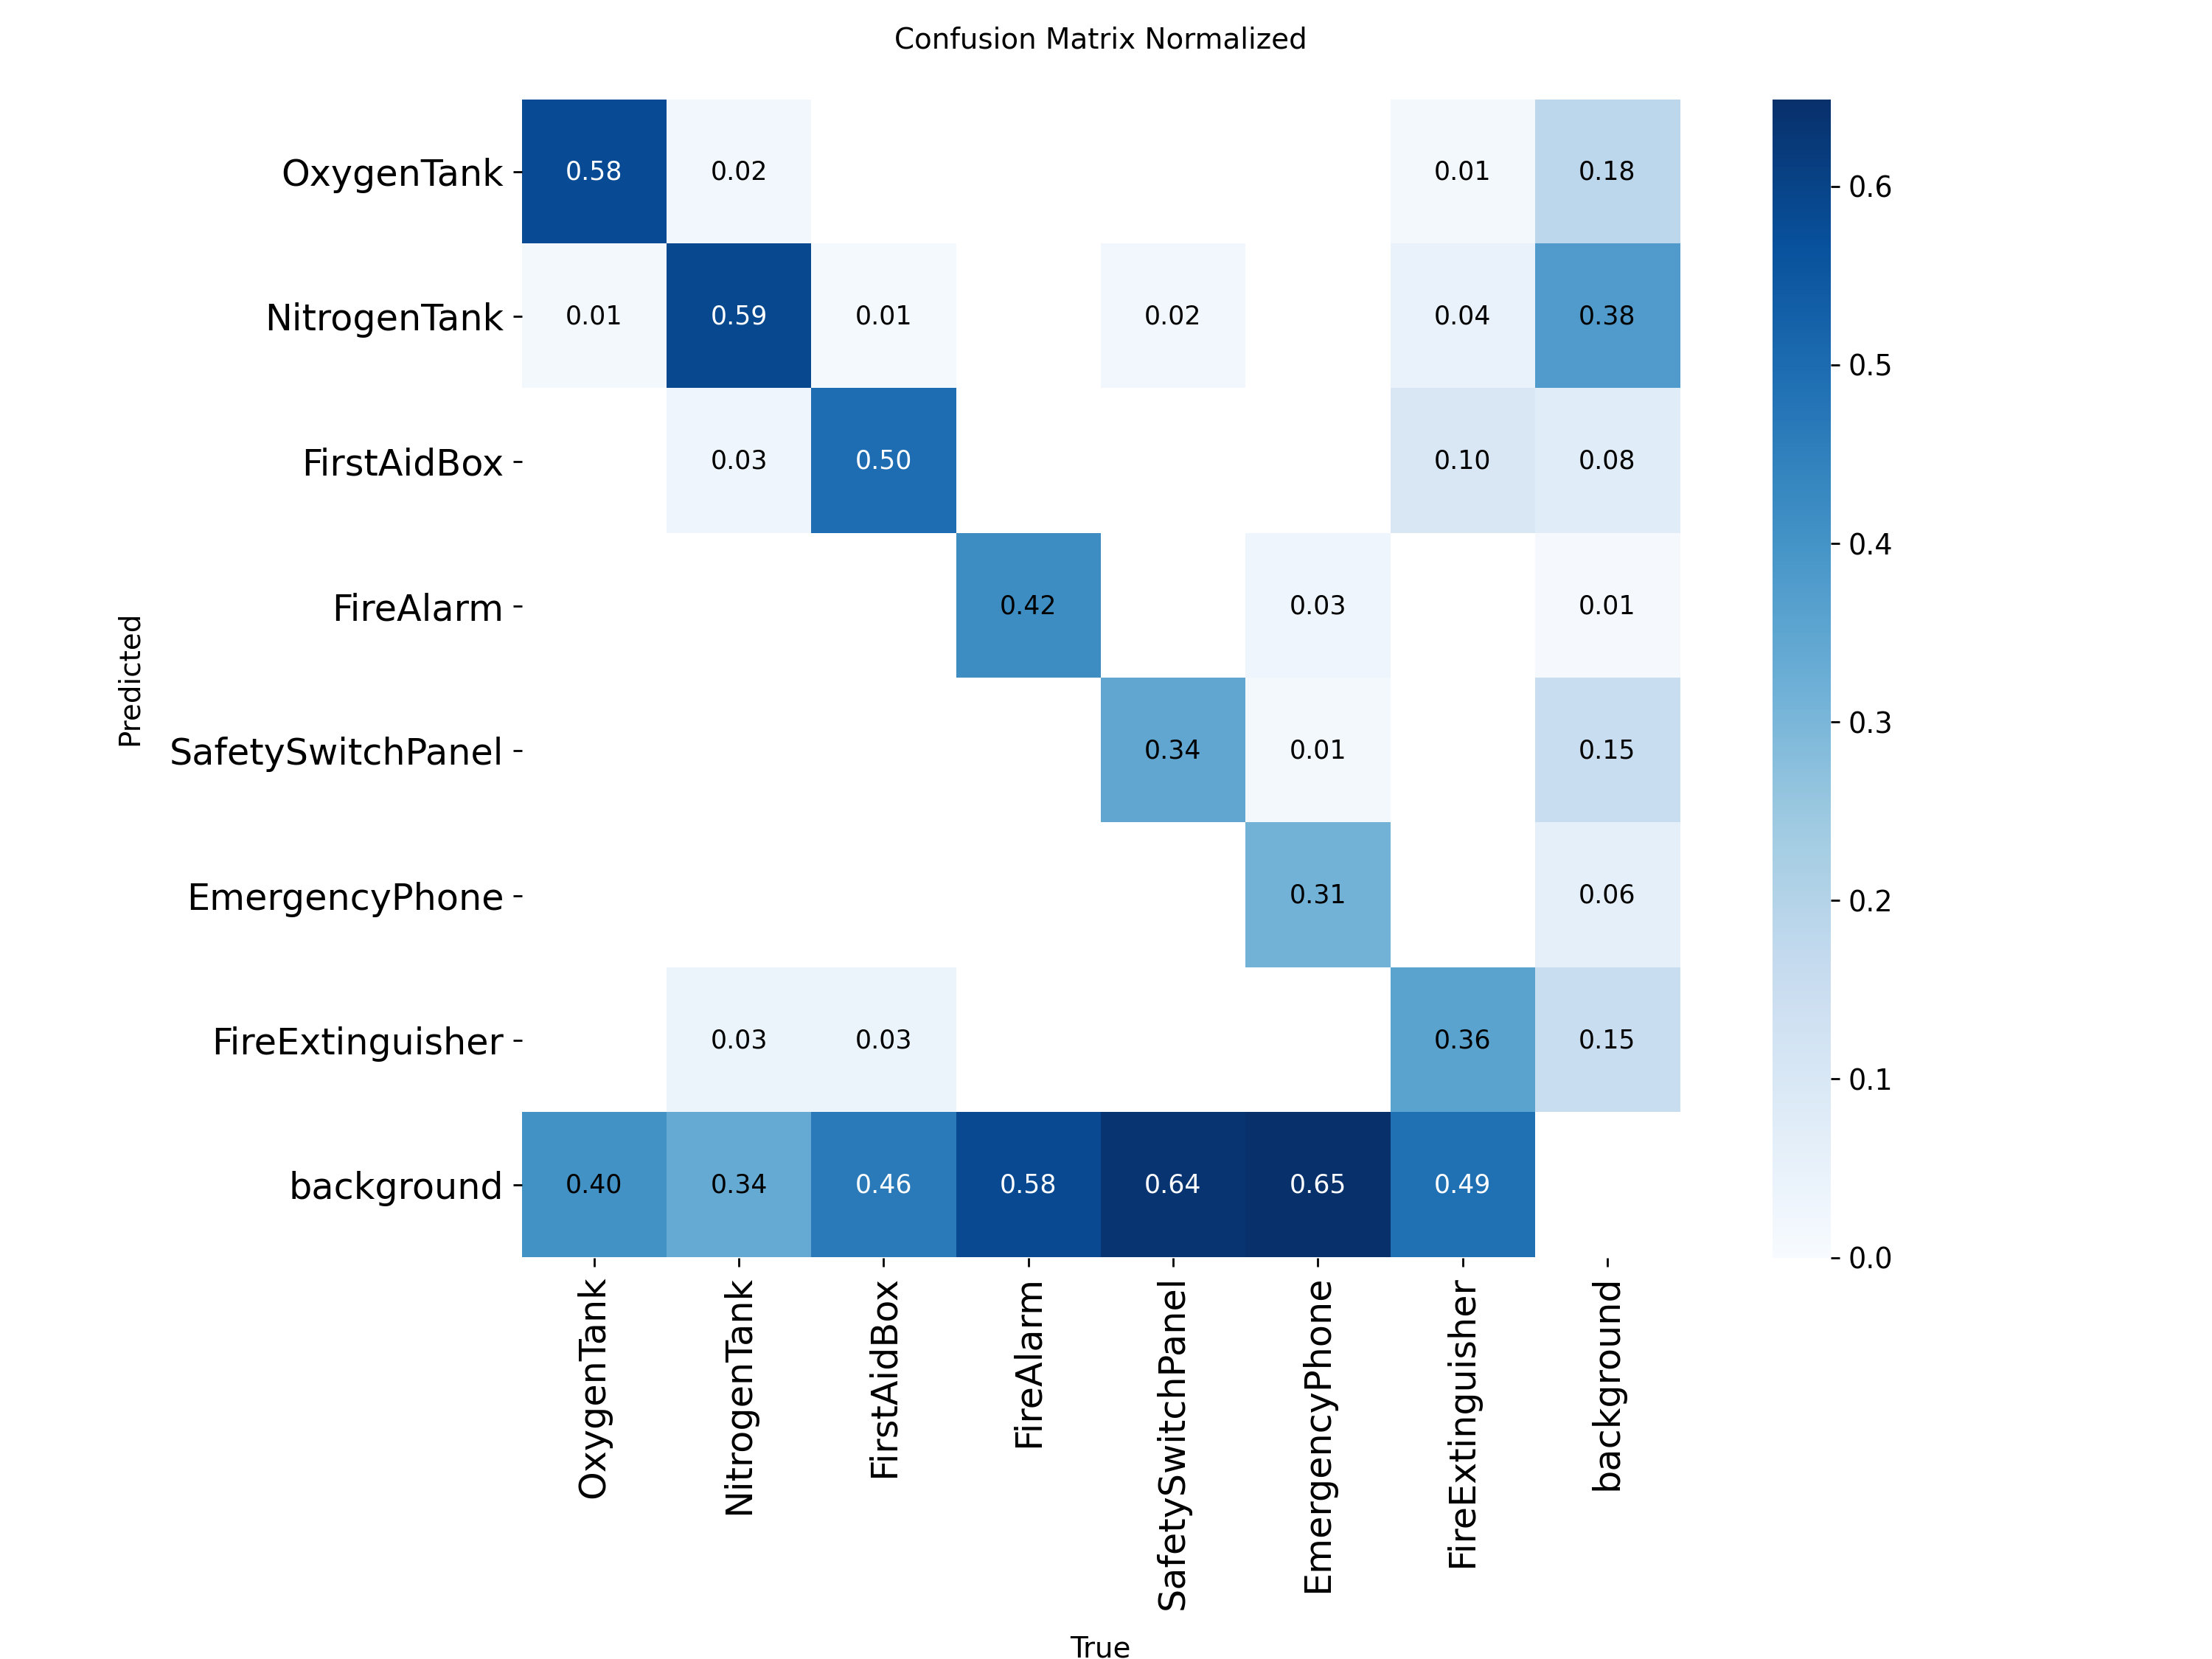 Confusion Matrix Normalized
OxygenTank 0.58 0.02 0.01 0.18
NitrogenTank 0.01 0.59 0.01 0.02 0.04 0.38
FirstAidBox 0.03 0.50 0.10 0.08
FireAlarm 0.42 0.03 0.01
SafetySwitchPanel 0.34 0.01 0.15
EmergencyPhone 0.31 0.06
FireExtinguisher 0.03 0.03 0.36 0.15
background 0.40 0.34 0.46 0.58 0.64 0.65 0.49
Predicted
OxygenTank
NitrogenTank
FirstAidBox
FireAlarm
SafetySwitchPanel
EmergencyPhone
FireExtinguisher
background
True
0.6
0.5
0.4
0.3
0.2
0.1
0.0